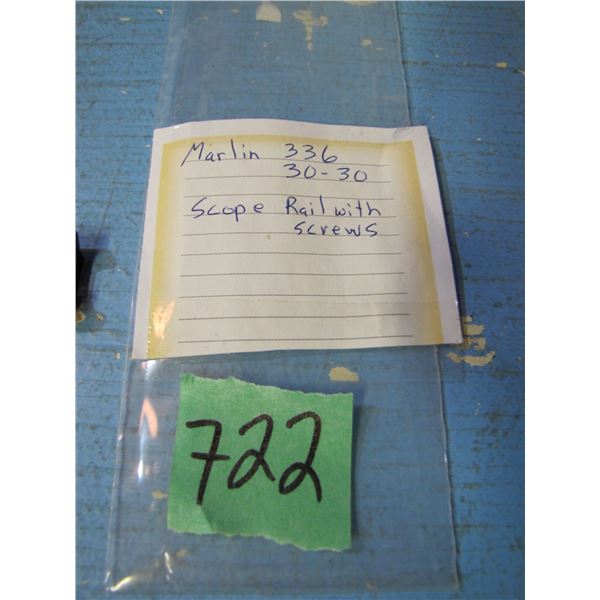 Marlin 336
30-30
Scope Rail with
screws
722